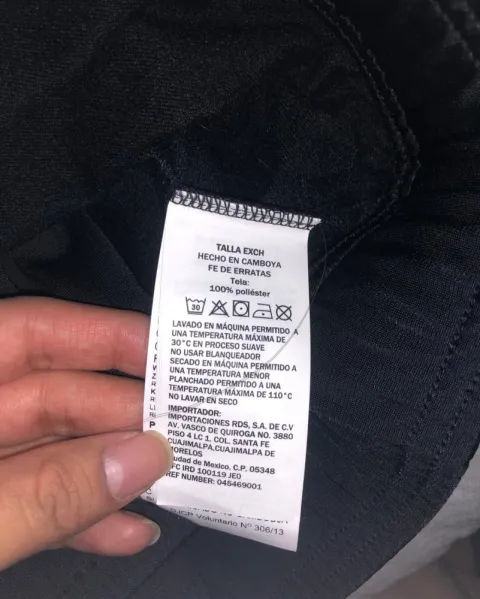 TALLA EXCH
HECHO EN CAMBOYA
FE DE ERRATAS
Tela:
100% poliéster
30
LAVADO EN MÁQUINA PERMITIDO A
UNA TEMPERATURA MÁXIMA DE
30°C EN PROCESO SUAVE
NO USAR BLANQUEADOR
SECADO EN MÁQUINA PERMITIDO A
UNA TEMPERATURA MENOR
PLANCHADO PERMITIDO A UNA
TEMPERATURA MÁXIMA DE 110°C
NO LAVAR EN SECO
IMPORTADOR:
IMPORTACIONES RDS, S.A. DE C.V
AV. VASCO DE QUIROGA NO. 3880
PISO 4 LC 1. COL. SANTA FE
CUAJIMALPA,CUAJIMALPA DE
MORELOS
iudad de Mexico. C.P. 05348
FC IRD 100119 JE0
REF NUMBER: 045469001
Voluntario Nº 306/13